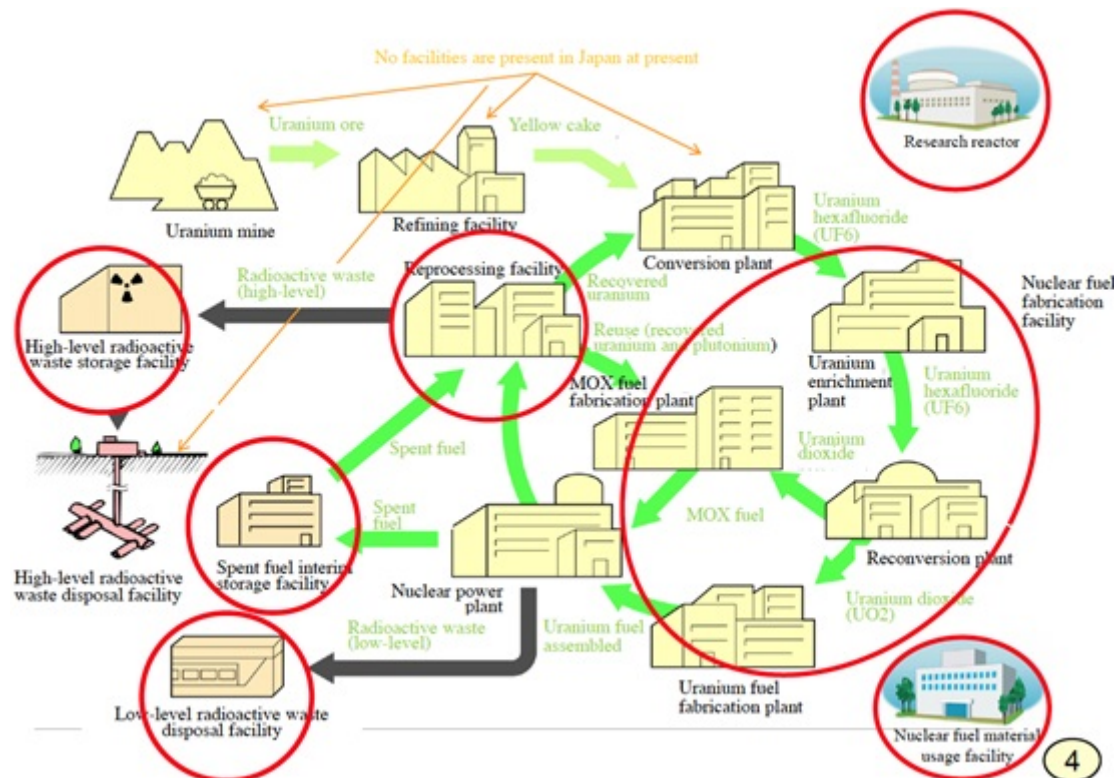 No facilities are present in Japan at present
Research reactor
Uranium ore
Yellow cake
Uranium mine
Refining facility
Conversion plant
Uranium
hexafluoride
(UF6)
Nuclear fuel
fabrication
facility
Radioactive waste
(high-level)
Reprocessing facility
Recovered
uranium
Reuse (recovered
uranium and plutonium)
High-level radioactive
waste storage facility
Uranium
enrichment
plant
Uranium
hexafluoride
(UF6)
MOX fuel
fabrication plant
Uranium
dioxide
Spent fuel
MOX fuel
Spent
fuel
Reconversion plant
Spent fuel interim
storage facility
High-level radioactive
waste disposal facility
Nuclear power
plant
Uranium dioxide
(UO2)
Radioactive waste
(low-level)
Uranium fuel
assembled
Uranium fuel
fabrication plant
Low-level radioactive waste
disposal facility
Nuclear fuel material
usage facility
4